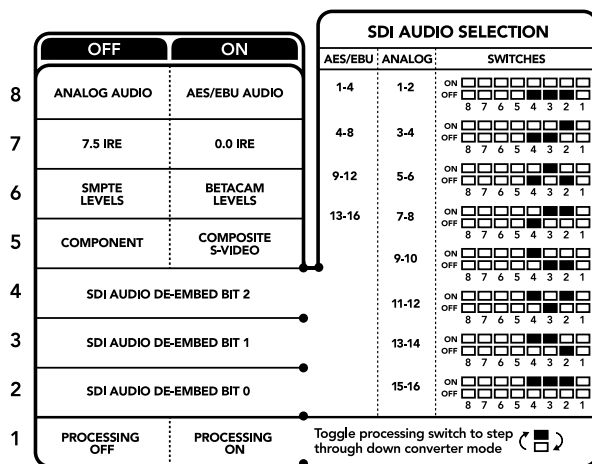 OFF ON
8 ANALOG AUDIO AES/EBU AUDIO
7 7.5 IRE 0.0 IRE
6 SMPTE LEVELS BETACAM LEVELS
5 COMPONENT COMPOSITE S-VIDEO
4 SDI AUDIO DE-EMBED BIT 2
3 SDI AUDIO DE-EMBED BIT 1
2 SDI AUDIO DE-EMBED BIT 0
1 PROCESSING OFF PROCESSING ON
SDI AUDIO SELECTION
AES/EBU ANALOG SWITCHES
1-4 1-2 ON
OFF
8 7 6 5 4 3 2 1
4-8 3-4 ON
OFF
8 7 6 5 4 3 2 1
9-12 5-6 ON
OFF
8 7 6 5 4 3 2 1
13-16 7-8 ON
OFF
8 7 6 5 4 3 2 1
9-10 ON
OFF
8 7 6 5 4 3 2 1
11-12 ON
OFF
8 7 6 5 4 3 2 1
13-14 ON
OFF
8 7 6 5 4 3 2 1
15-16 ON
OFF
8 7 6 5 4 3 2 1
Toggle processing switch to step
through down converter mode